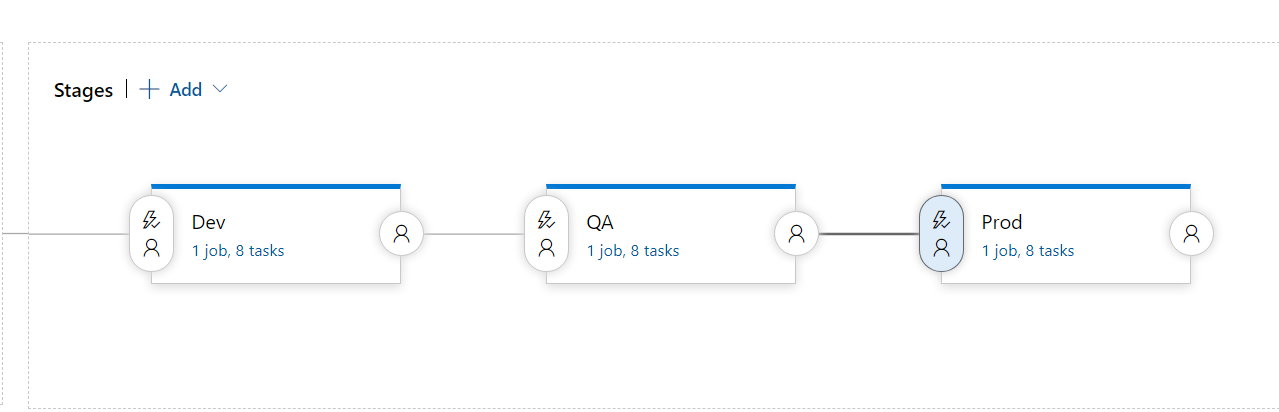 Stages
Add
Dev
1 job, 8 tasks
QA
1 job, 8 tasks
Prod
1 job, 8 tasks